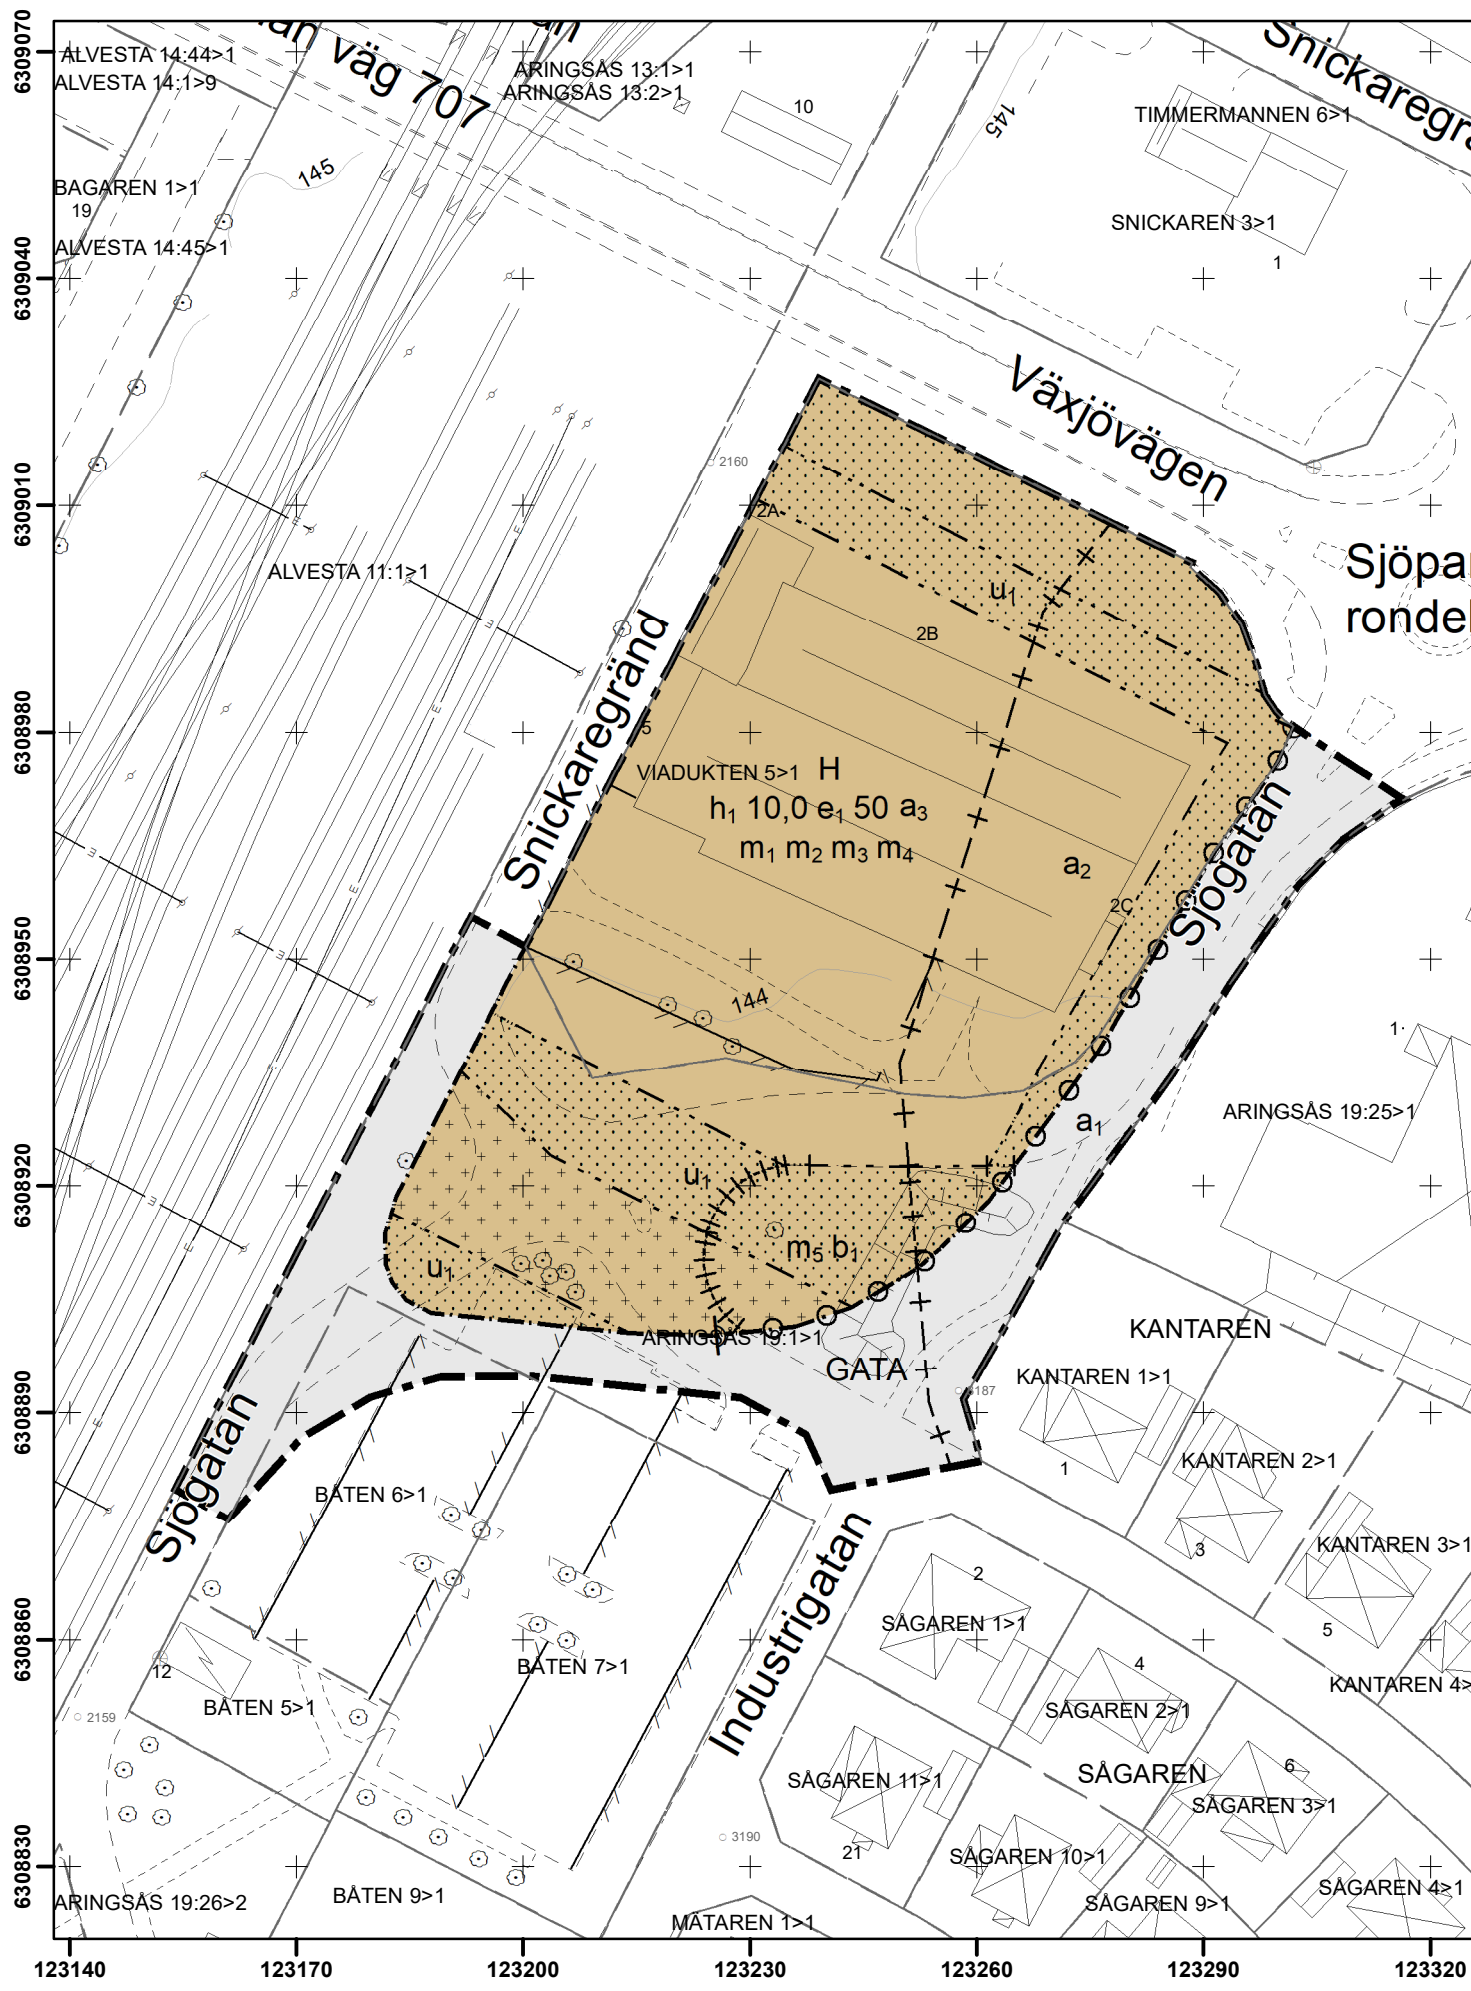 6309070
6309040
6309010
6308980
6308950
6308920
6308890
6308860
6308830
ALVESTA 14:44>1
ALVESTA 14:1>9
väg 707
ARINGSÅS 13:1>1
ARINGSÅS 13:2>1
10
145
TIMMERMANNEN 6>1
145
BAGAREN 1>1
19
ALVESTA 14:45>1
SNICKAREN 3>1
1
Växjövägen
2160
2A
ALVESTA 11:1>1
u1
2B
Snickaregränd
5
VIADUKTEN 5>1
H
h1 10,0 e1 50 a3
m1 m2 m3 m4
a2
2C
Sjögatan
144
1
a1
ARINGSÅS 19:25>1
u1
m5 b1
u1
ARINGSÅS 19:1>1
GATA
KANTAREN
KANTAREN 1>1
1
KANTAREN 2>1
3
KANTAREN 3>1
5
KANTAREN 4>
Sjögatan
BÅTEN 6>1
Industrigatan
2
SÅGAREN 1>1
BÅTEN 7>1
4
SÅGAREN 2>1
12
BÅTEN 5>1
2159
SÅGAREN
6
SÅGAREN 11>1
SÅGAREN 3>1
21
3190
SÅGAREN 10>1
SÅGAREN 4>1
ARINGSÅS 19:26>2
BÅTEN 9>1
SÅGAREN 9>1
MÄTAREN 1>1
123140
123170
123200
123230
123260
123290
123320